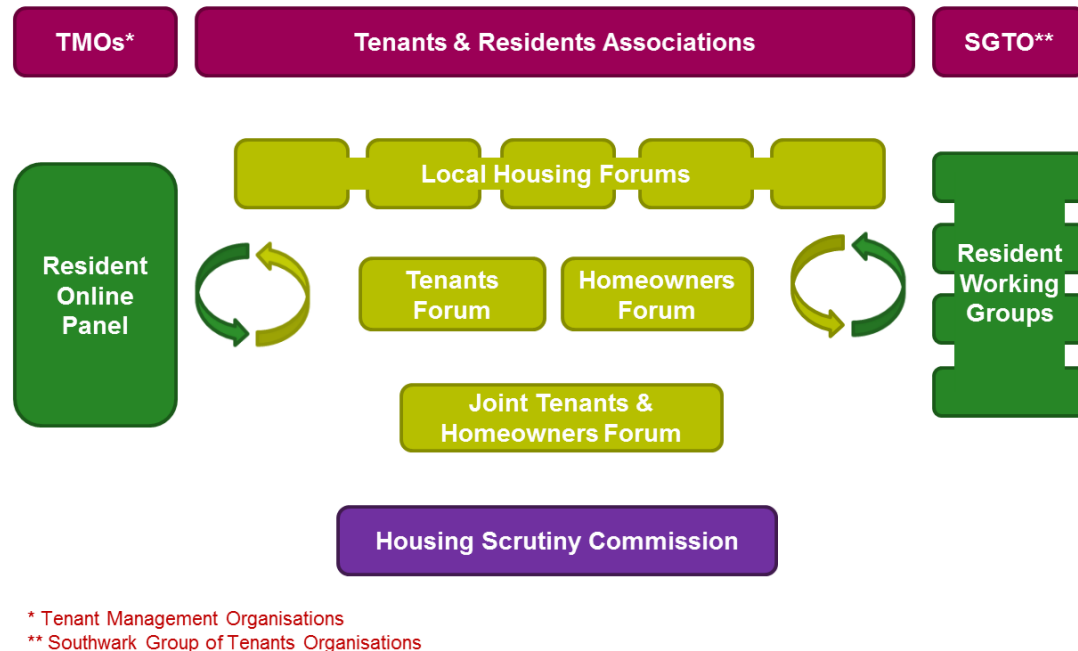 TMOs*
Tenants & Residents Associations
SGTO**
Local Housing Forums
Resident
Online
Panel
Tenants
Forum
Homeowners
Forum
Resident
Working
Groups
Joint Tenants &
Homeowners Forum
Housing Scrutiny Commission
* Tenant Management Organisations
** Southwark Group of Tenants Organisations